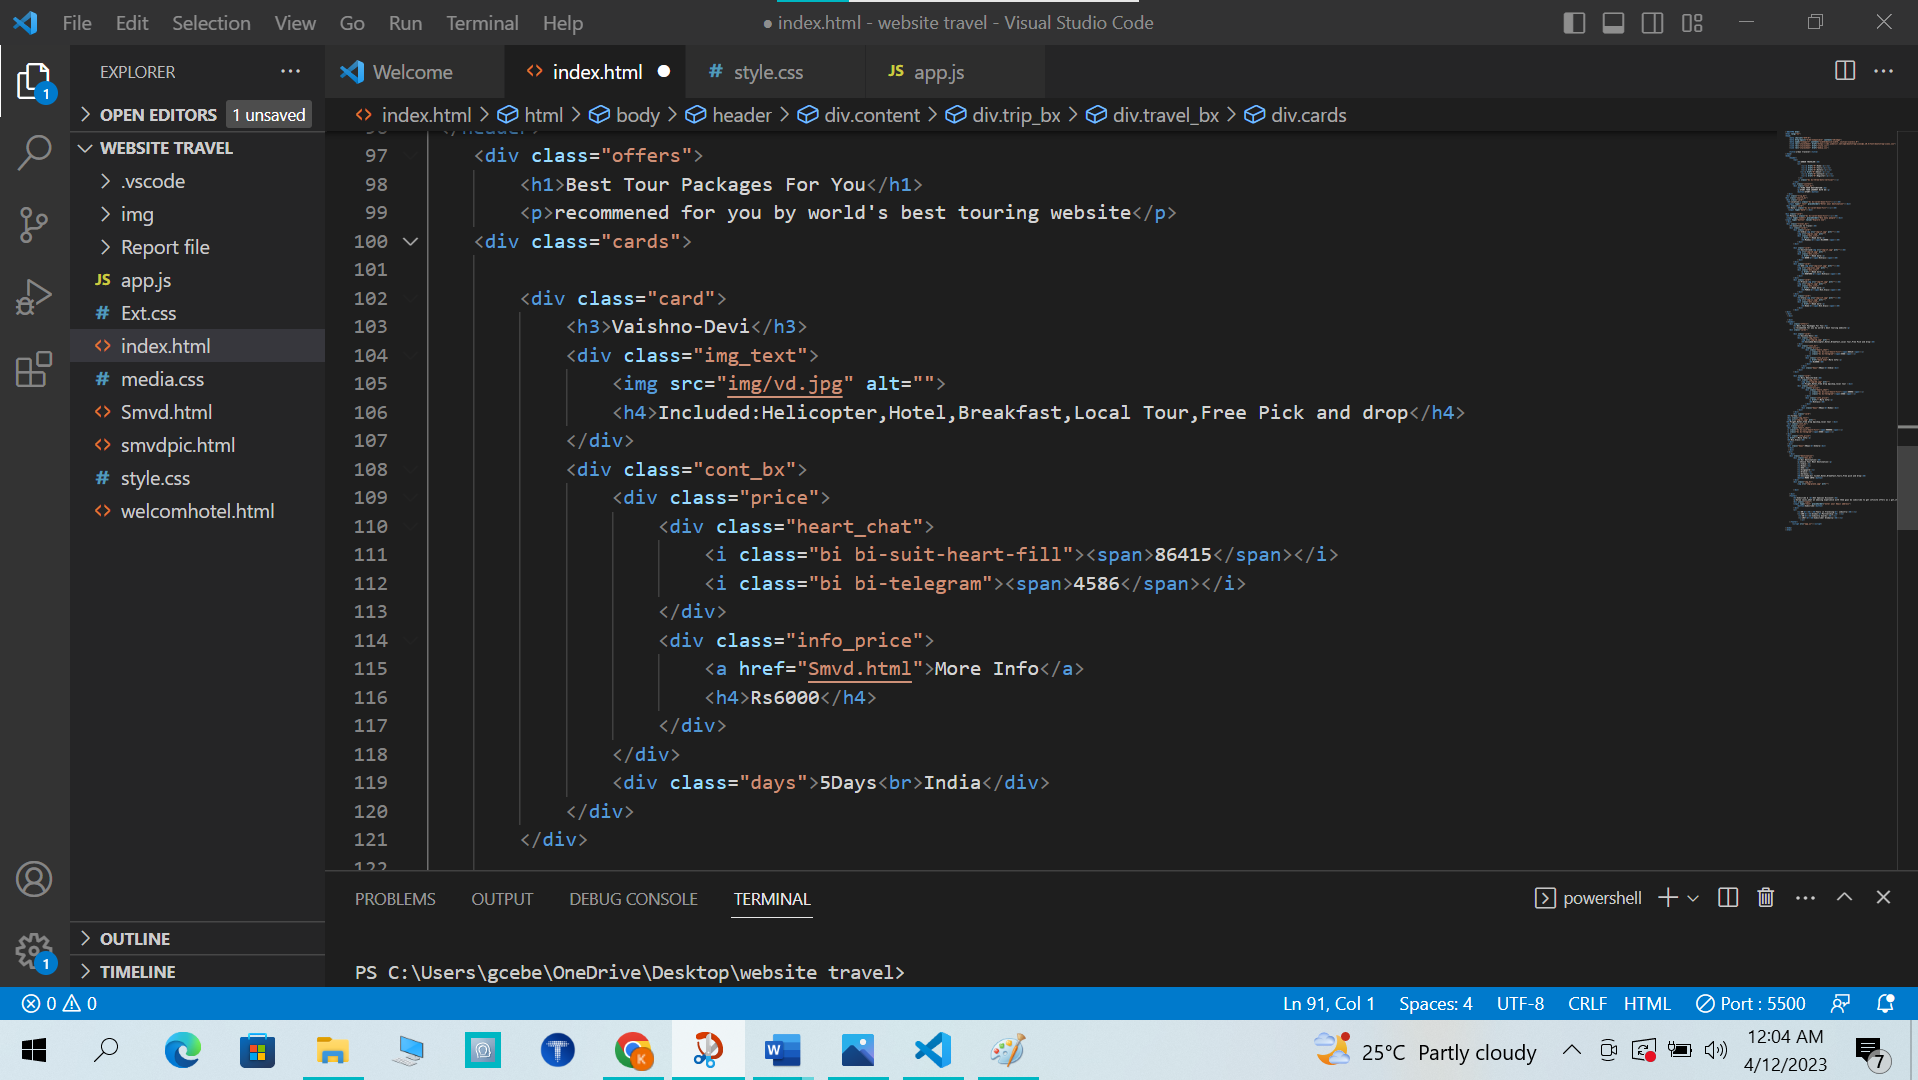 File Edit Selection View Go Run Terminal Help
● index.html - website travel - Visual Studio Code
EXPLORER
Welcome
index.html
# style.css
JS app.js
OPEN EDITORS 1 unsaved
index.html > html > body > header > div.content > div.trip_bx > div.travel_bx > div.cards
WEBSITE TRAVEL
.vscode
img
Report file
JS app.js
# Ext.css
<> index.html
# media.css
<> Smvd.html
<> smvdpic.html
# style.css
<> welcomhotel.html
OUTLINE
TIMELINE
97 <div class="offers">
98 <h1>Best Tour Packages For You</h1>
99 <p>recommened for you by world's best touring website</p>
100 <div class="cards">
101
102 <div class="card">
103 <h3>Vaishno-Devi</h3>
104 <div class="img_text">
105 <img src="img/vd.jpg" alt="">
106 <h4>Included:Helicopter,Hotel,Breakfast,Local Tour,Free Pick and drop</h4>
107 </div>
108 <div class="cont_bx">
109 <div class="price">
110 <div class="heart_chat">
111 <i class="bi bi-suit-heart-fill"><span>86415</span></i>
112 <i class="bi bi-telegram"><span>4586</span></i>
113 </div>
114 <div class="info_price">
115 <a href="Smvd.html">More Info</a>
116 <h4>Rs6000</h4>
117 </div>
118 </div>
119 <div class="days">5Days<br>India</div>
120 </div>
121 </div>
122
PROBLEMS OUTPUT DEBUG CONSOLE TERMINAL
powershell
PS C:\Users\gcebe\OneDrive\Desktop\website travel>
0 0
Ln 91, Col 1 Spaces: 4 UTF-8 CRLF HTML Port : 5500
25°C Partly cloudy
12:04 AM
4/12/2023
7